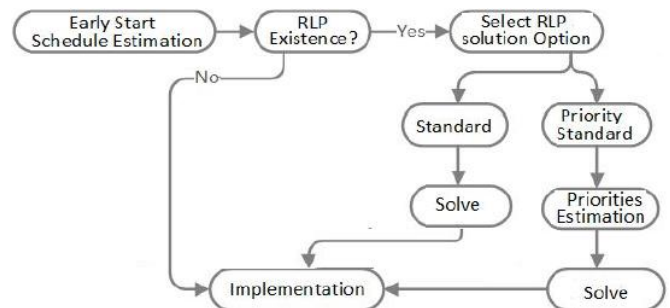 Early Start
Schedule Estimation
RLP
Existence?
Yes
Select RLP
solution Option
No
Standard
Priority
Standard
Solve
Priorities
Estimation
Implementation
Solve